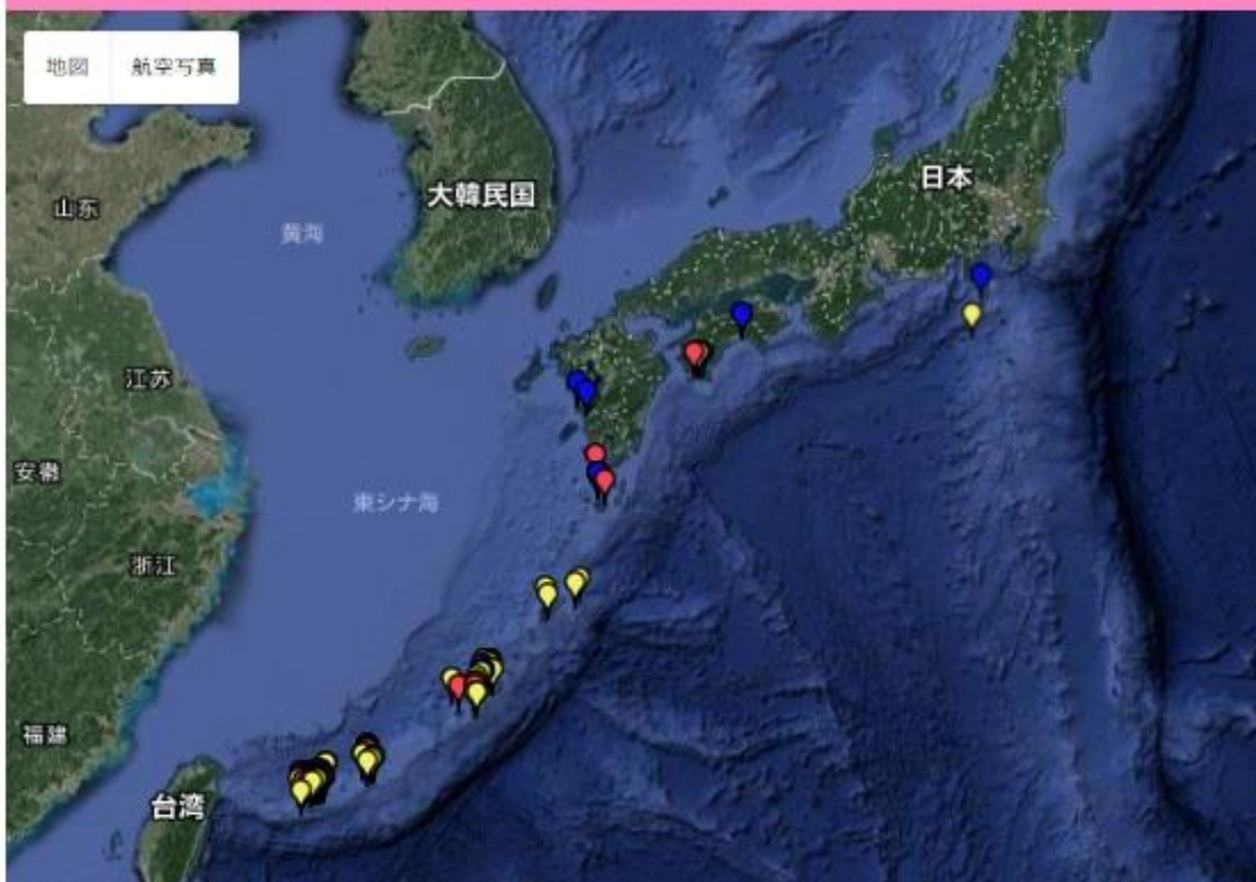 地図 航空写真
日本
大韓民国
山东
黄海
江苏
安徽
東シナ海
浙江
福建
台湾